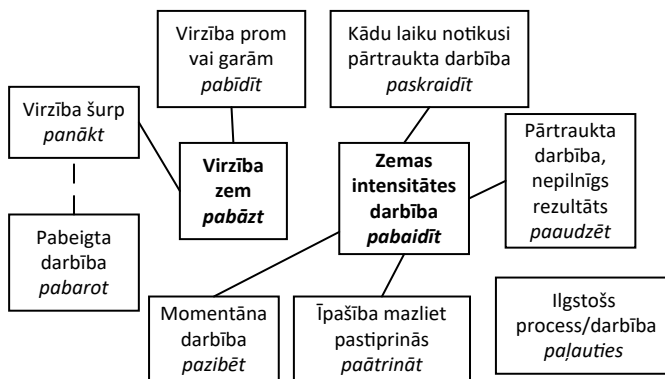 Virzība prom
vai garām
pabīdīt
Kādu laiku notikusi
pārtraukta darbība
paskraidīt
Virzība šurp
panākt
Virzība
zem
pabāzt
Zemas
intensitātes
darbība
pabaidīt
Pārtraukta
darbība,
nepilnīgs
rezultāts
paaudzēt
Pabeigta
darbība
pabarot
Momentāna
darbība
pazibēt
Īpašība mazliet
pastiprinās
paātrināt
Ilgstošs
process/darbība
paļauties